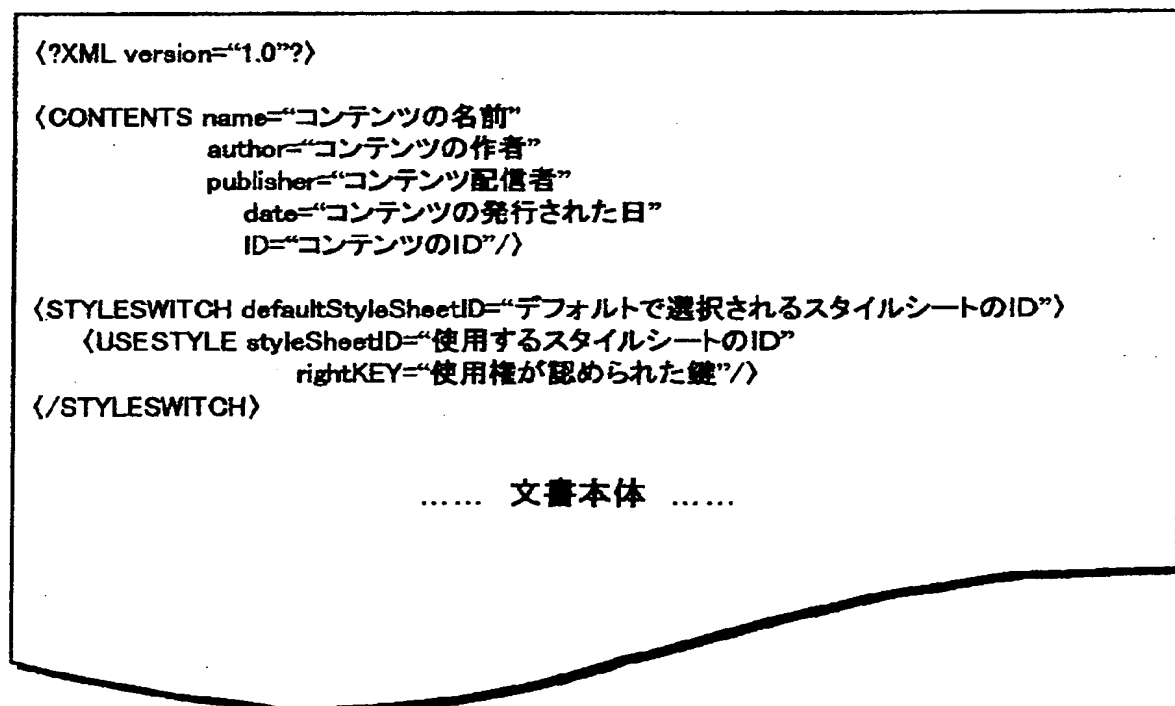 〈?XML version=“1.0”?〉
〈CONTENTS name=“コンテンツの名前”
author=“コンテンツの作者”
publisher=“コンテンツ配信者”
date=“コンテンツの発行された日”
ID=“コンテンツのID”/〉
〈STYLESWITCH defaultStyleSheetID=“デフォルトで選択されるスタイルシートのID”〉
〈USESTYLE styleSheetID=“使用するスタイルシートのID”
rightKEY=“使用権が認められた鍵”/〉
〈/STYLESWITCH〉
…… 文書本体 ……